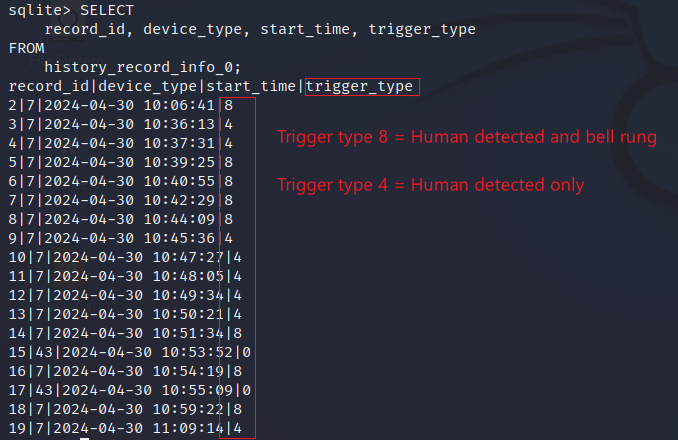 sqlite> SELECT
    record_id, device_type, start_time, trigger_type
FROM
    history_record_info_0;
record_id|device_type|start_time|trigger_type
2|7|2024-04-30 10:06:41|8
3|7|2024-04-30 10:36:13|4
Trigger type 8 = Human detected and bell rung
4|7|2024-04-30 10:37:31|4
5|7|2024-04-30 10:39:25|8
Trigger type 4 = Human detected only
6|7|2024-04-30 10:40:55|8
7|7|2024-04-30 10:42:29|8
8|7|2024-04-30 10:44:09|8
9|7|2024-04-30 10:45:36|4
10|7|2024-04-30 10:47:27|4
11|7|2024-04-30 10:48:05|4
12|7|2024-04-30 10:49:34|4
13|7|2024-04-30 10:50:21|4
14|7|2024-04-30 10:51:34|8
15|43|2024-04-30 10:53:52|0
16|7|2024-04-30 10:54:19|8
17|43|2024-04-30 10:55:09|0
18|7|2024-04-30 10:59:22|8
19|7|2024-04-30 11:09:14|4